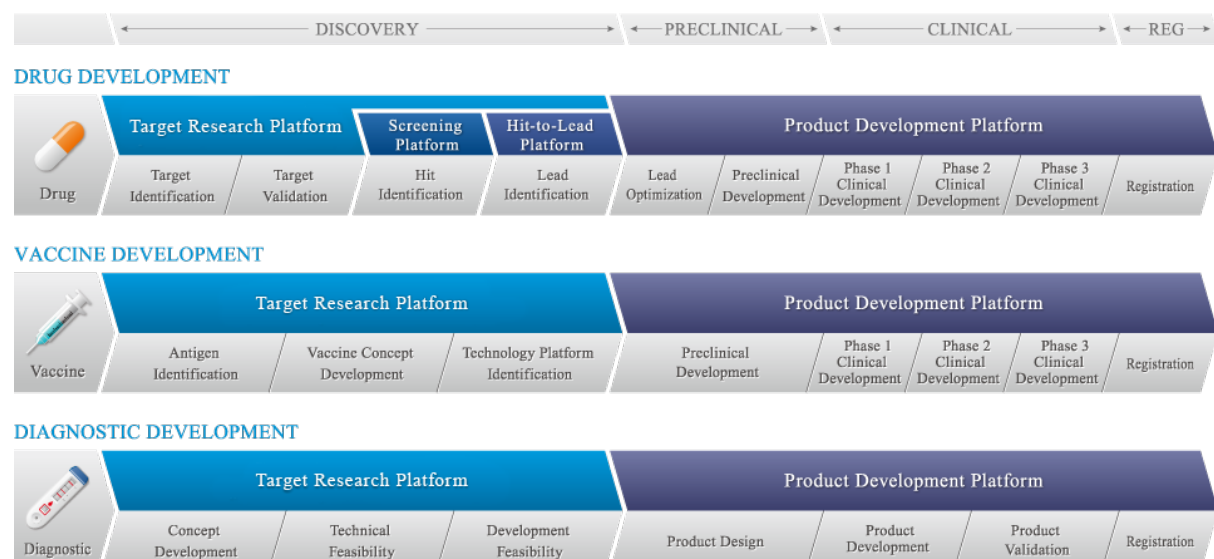 DISCOVERY PRECLINICAL CLINICAL REG
DRUG DEVELOPMENT
Target Research Platform
Screening
Platform
Hit-to-Lead
Platform
Product Development Platform
Drug
Target
Identification
Target
Validation
Hit
Identification
Lead
Identification
Lead
Optimization
Preclinical
Development
Phase 1
Clinical
Development
Phase 2
Clinical
Development
Phase 3
Clinical
Development
Registration
VACCINE DEVELOPMENT
Target Research Platform
Product Development Platform
Vaccine
Antigen
Identification
Vaccine Concept
Development
Technology Platform
Identification
Preclinical
Development
Phase 1
Clinical
Development
Phase 2
Clinical
Development
Phase 3
Clinical
Development
Registration
DIAGNOSTIC DEVELOPMENT
Target Research Platform
Product Development Platform
Diagnostic
Concept
Development
Technical
Feasibility
Development
Feasibility
Product Design
Product
Development
Product
Validation
Registration